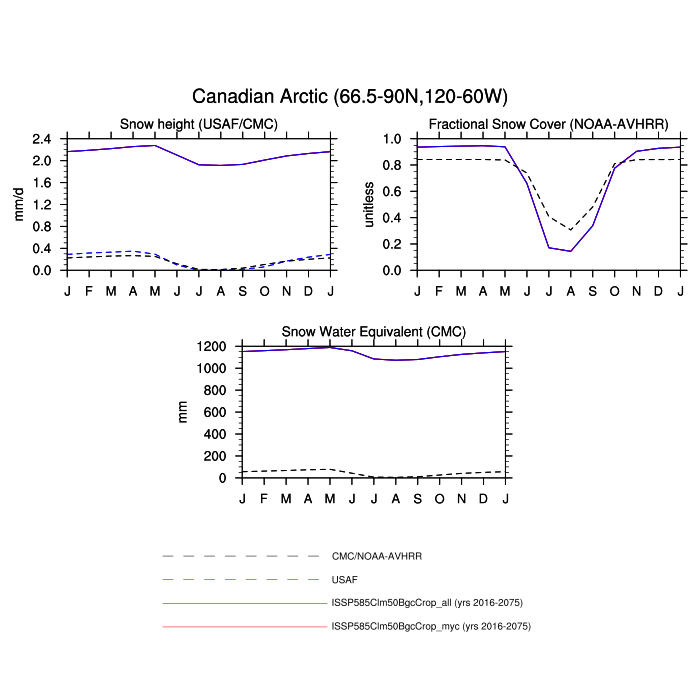 Canadian Arctic (66.5-90N,120-60W)
Snow height (USAF/CMC)
2.4
2.0
1.6
1.2
0.8
0.4
0.0
mm/d
J F M A M J J A S O N D J
Fractional Snow Cover (NOAA-AVHRR)
1.0
0.8
0.6
0.4
0.2
0.0
unitless
J F M A M J J A S O N D J
Snow Water Equivalent (CMC)
1200
1000
800
600
400
200
0
mm
J F M A M J J A S O N D J
CMC/NOAA-AVHRR
USAF
ISSP585Clm50BgcCrop_all (yrs 2016-2075)
ISSP585Clm50BgcCrop_myc (yrs 2016-2075)